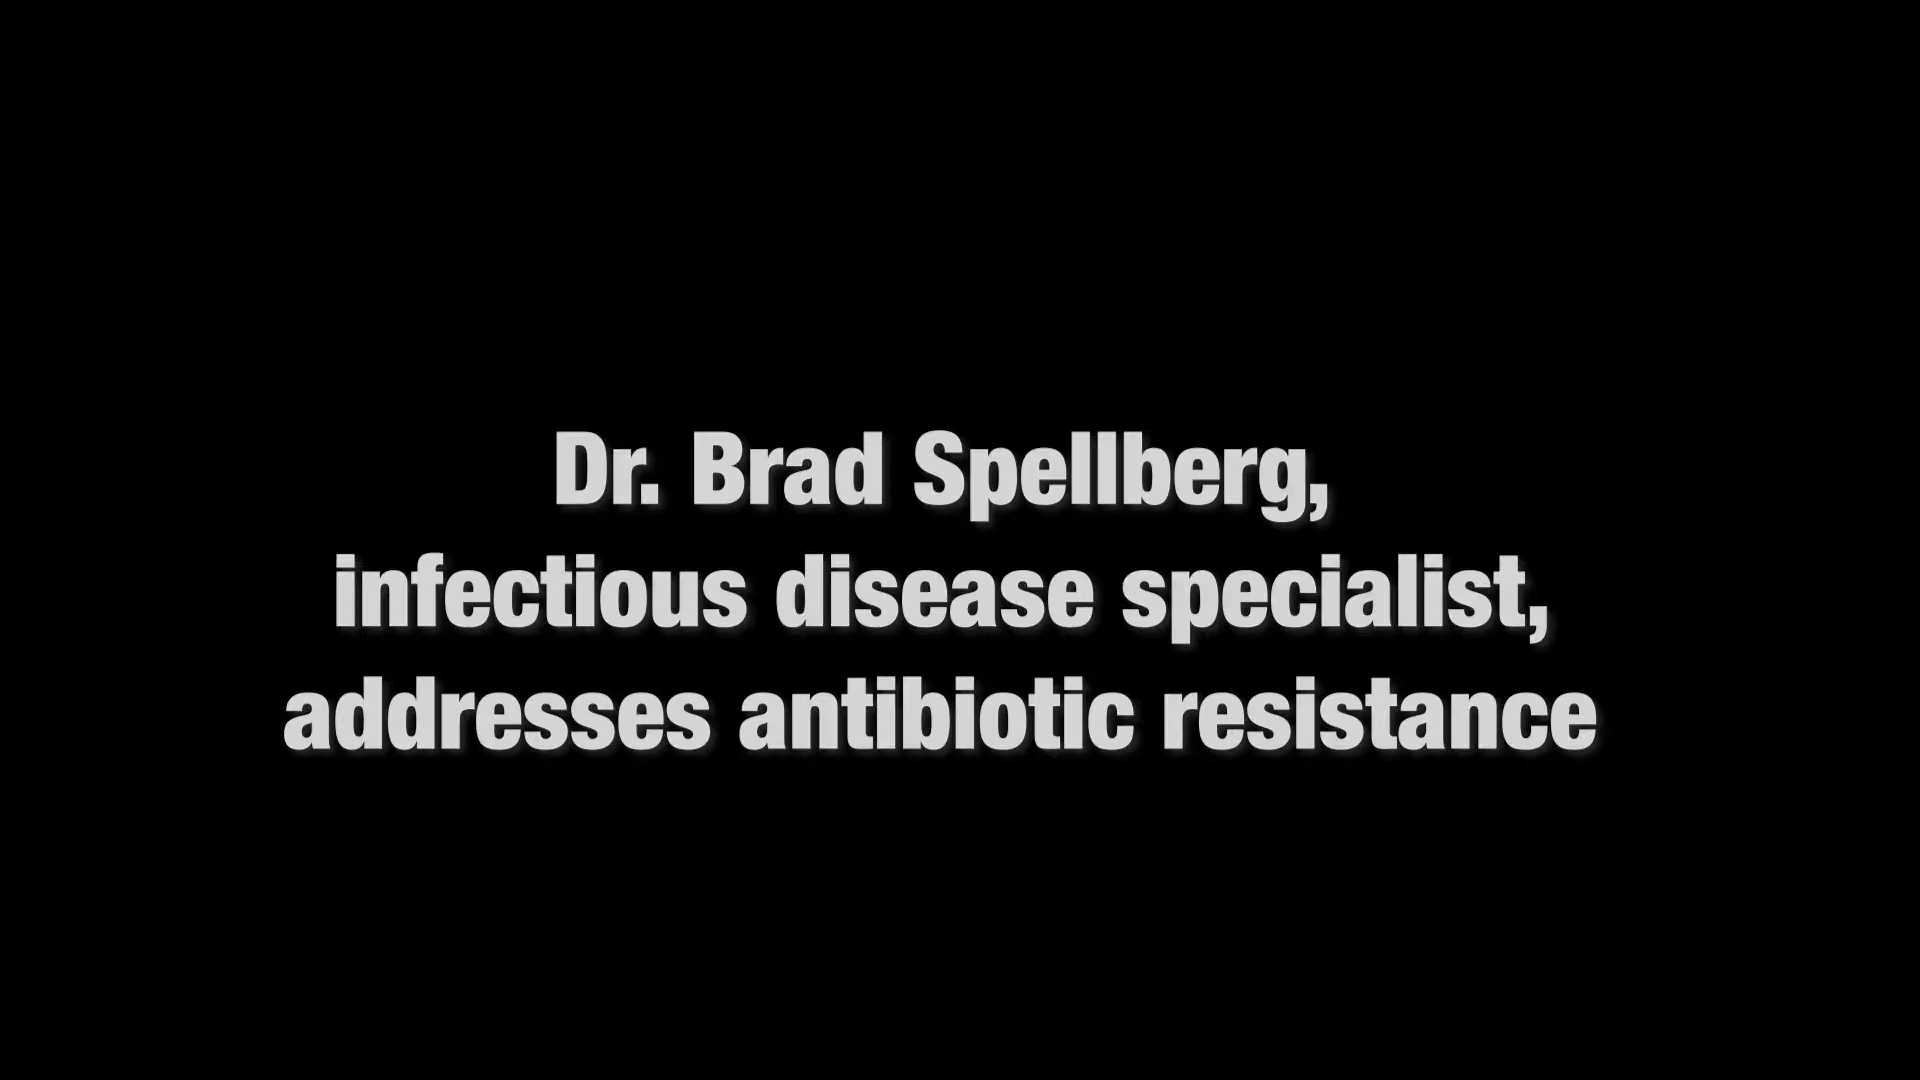 Dr. Brad Spellberg,
infectious disease specialist,
addresses antibiotic resistance